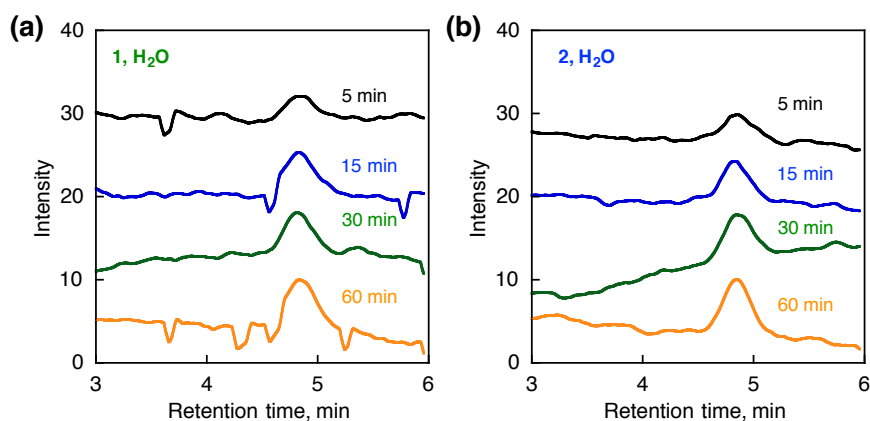 (a)
1, H₂O
40
30
20
10
0
Intensity
5 min
15 min
30 min
60 min
3
4
5
6
Retention time, min
(b)
2, H₂O
40
30
20
10
0
Intensity
5 min
15 min
30 min
60 min
3
4
5
6
Retention time, min